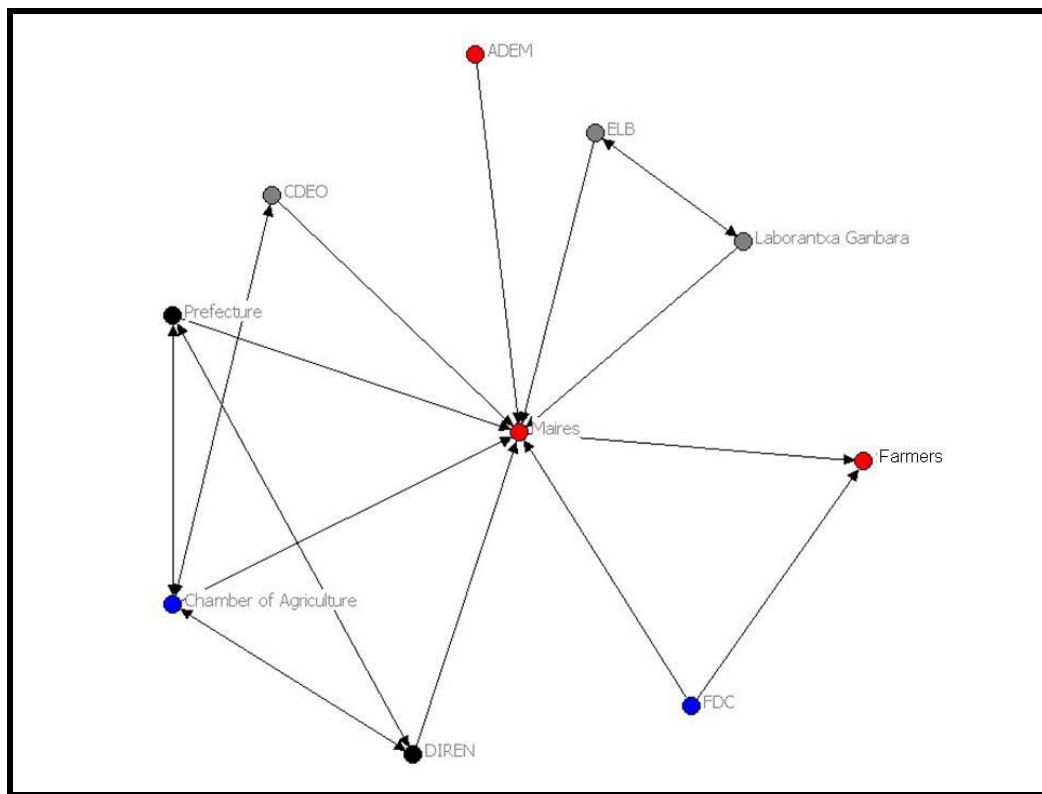 ADEM
ELB
CDEO
Laborantxa Ganbara
Prefecture
Maires
Farmers
Chamber of Agriculture
FDC
DIREN